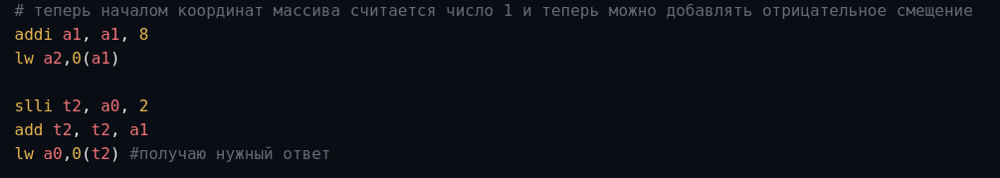 # теперь началом координат массива считается число 1 и теперь можно добавлять отрицательное смещение
addi a1, a1, 8
lw a2,0(a1)
slli t2, a0, 2
add t2, t2, a1
lw a0,0(t2) #получаю нужный ответ